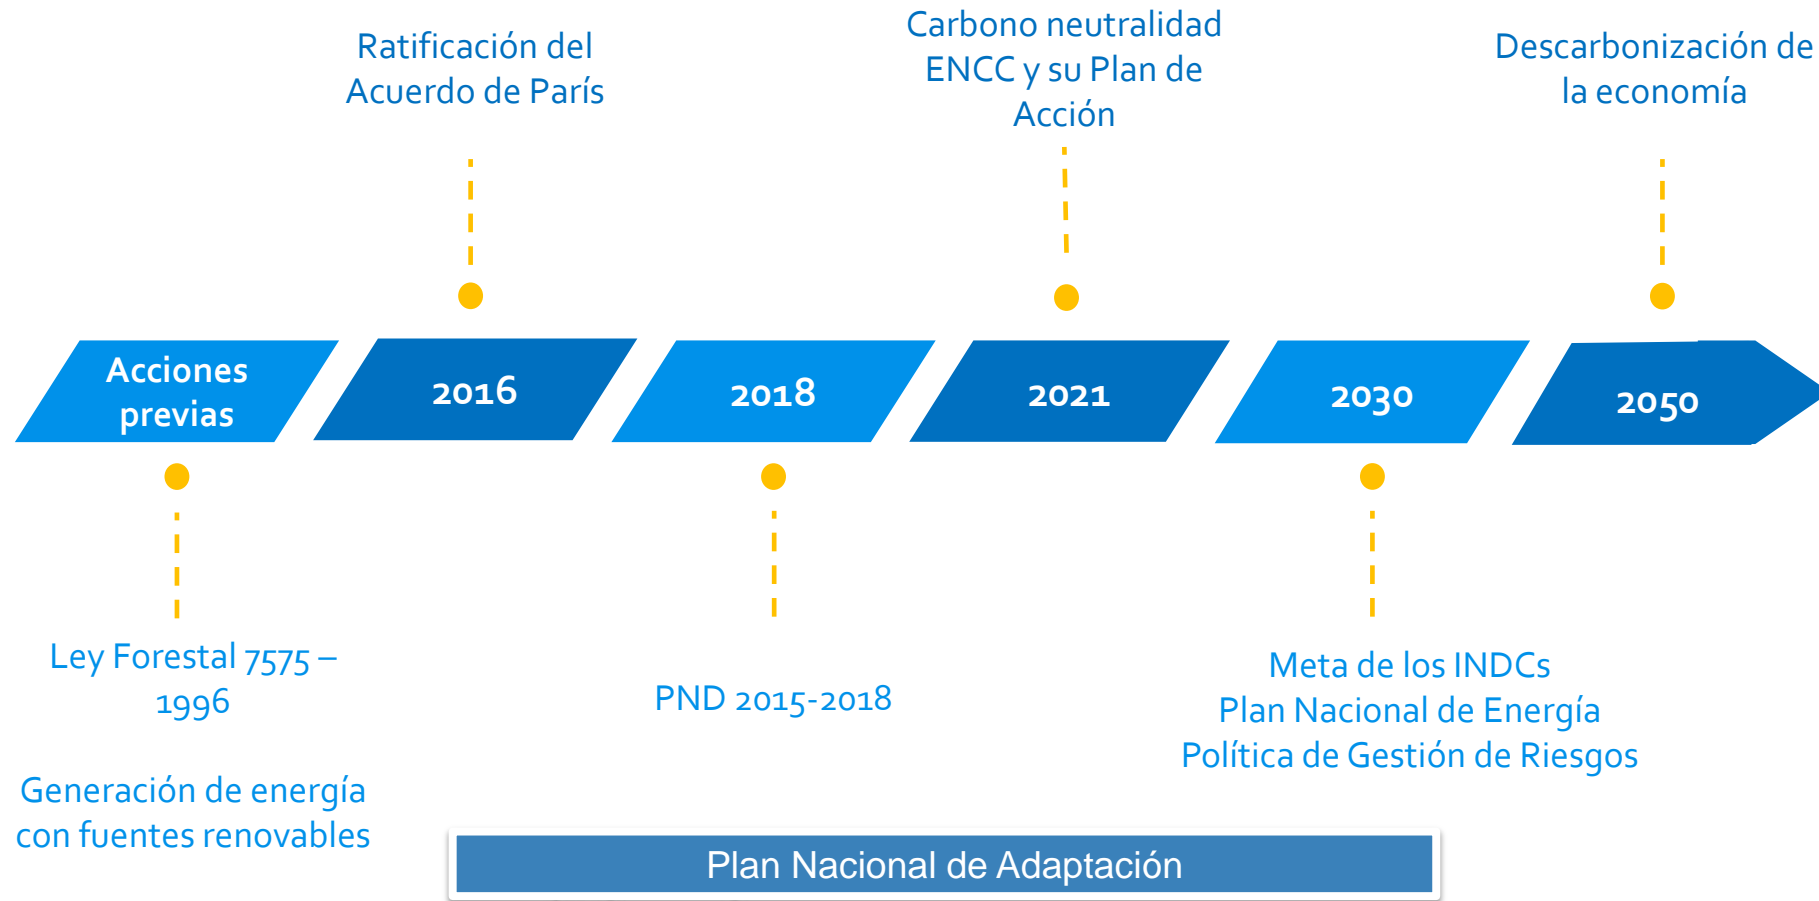 Ratificación del
Acuerdo de París
Carbono neutralidad
ENCC y su Plan de
Acción
Descarbonización de
la economía
Acciones
previas
2016
2018
2021
2030
2050
Ley Forestal 7575 –
1996
Generación de energía
con fuentes renovables
PND 2015-2018
Meta de los INDCs
Plan Nacional de Energía
Política de Gestión de Riesgos
Plan Nacional de Adaptación